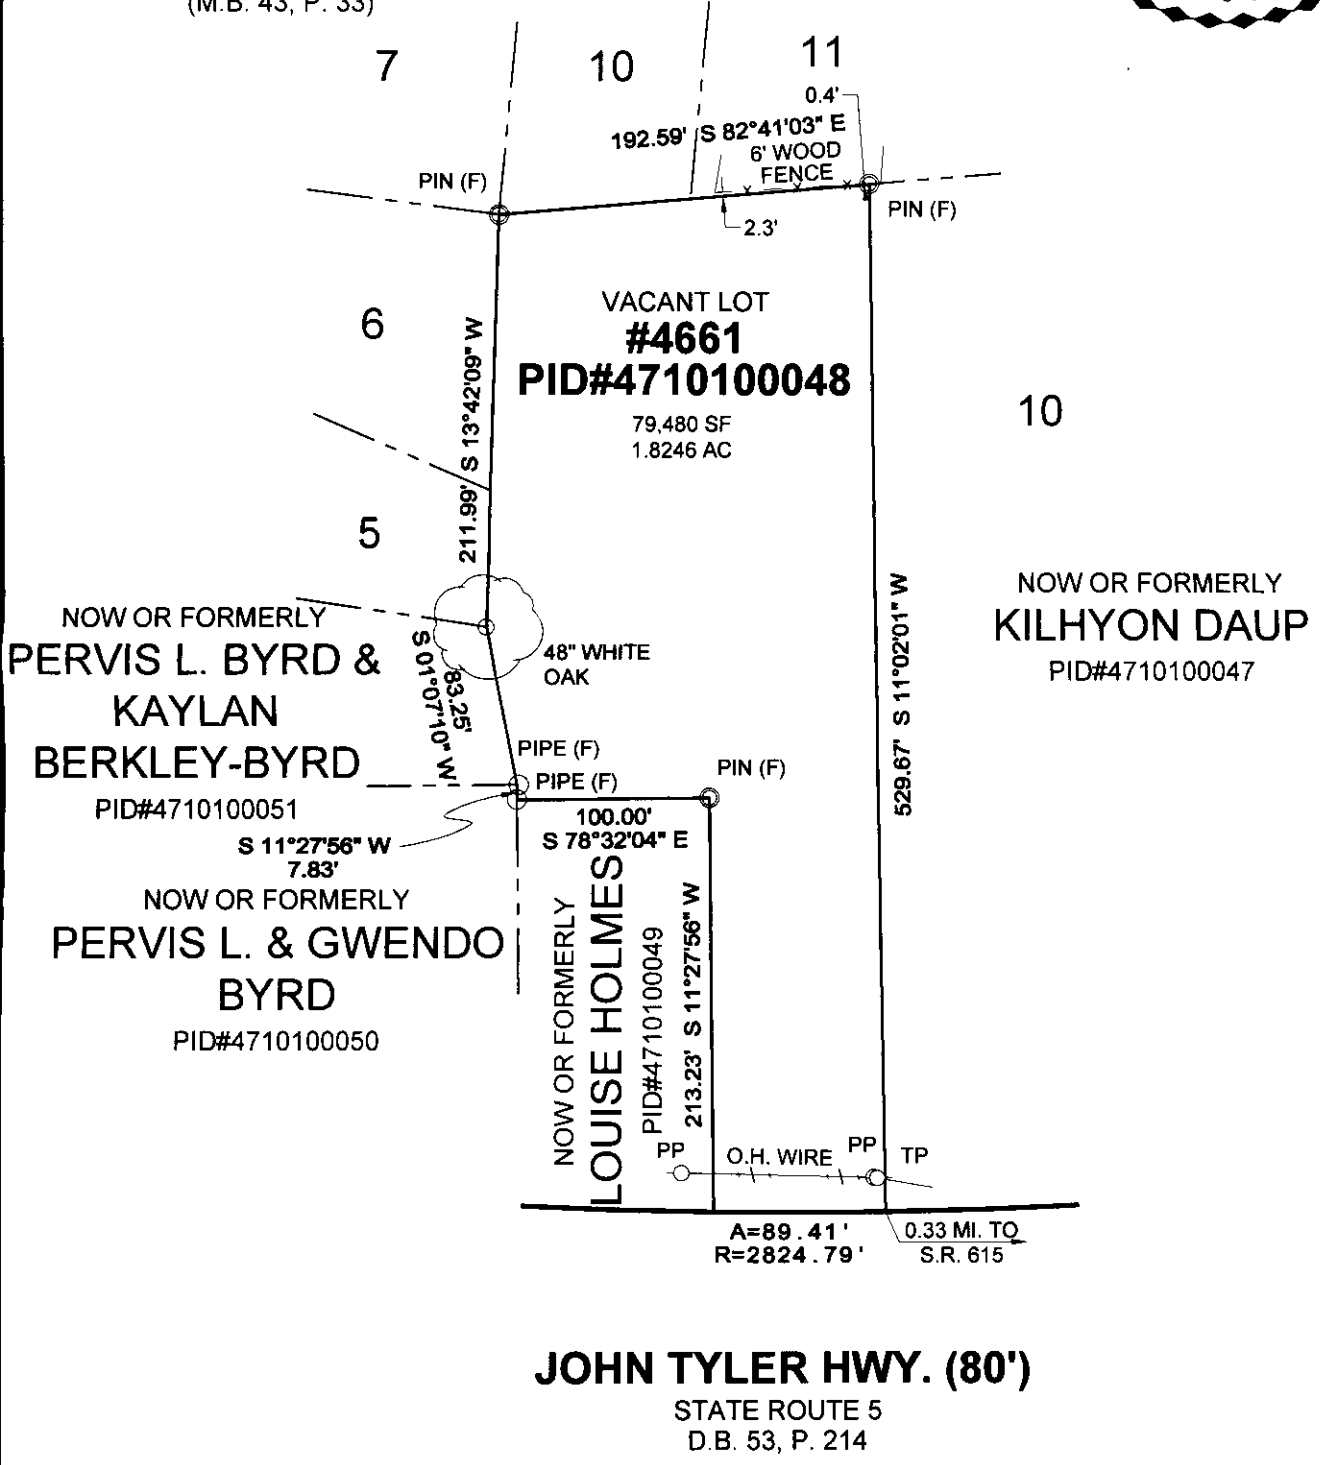 (M.B. 43, P. 33)
7
10
11
0.4'
192.59' S 82°41'03" E
6' WOOD
FENCE
PIN (F)
PIN (F)
2.3'
6
VACANT LOT
#4661
PID#4710100048
79,480 SF
1.8246 AC
211.99' S 13°42'09" W
10
5
NOW OR FORMERLY
PERVIS L. BYRD &
KAYLAN
BERKLEY-BYRD
PID#4710100051
48" WHITE
OAK
83.25'
S 01°07'10" W
NOW OR FORMERLY
KILHYON DAUP
PID#4710100047
529.67' S 11°02'01" W
PIPE (F)
PIPE (F)
PIN (F)
100.00'
S 78°32'04" E
S 11°27'56" W
7.83'
NOW OR FORMERLY
PERVIS L. & GWENDO
BYRD
PID#4710100050
NOW OR FORMERLY
LOUISE HOLMES
PID#4710100049
213.23' S 11°27'56" W
PP
O.H. WIRE
PP
TP
A=89.41'
R=2824.79'
0.33 MI. TO
S.R. 615
JOHN TYLER HWY. (80')
STATE ROUTE 5
D.B. 53, P. 214